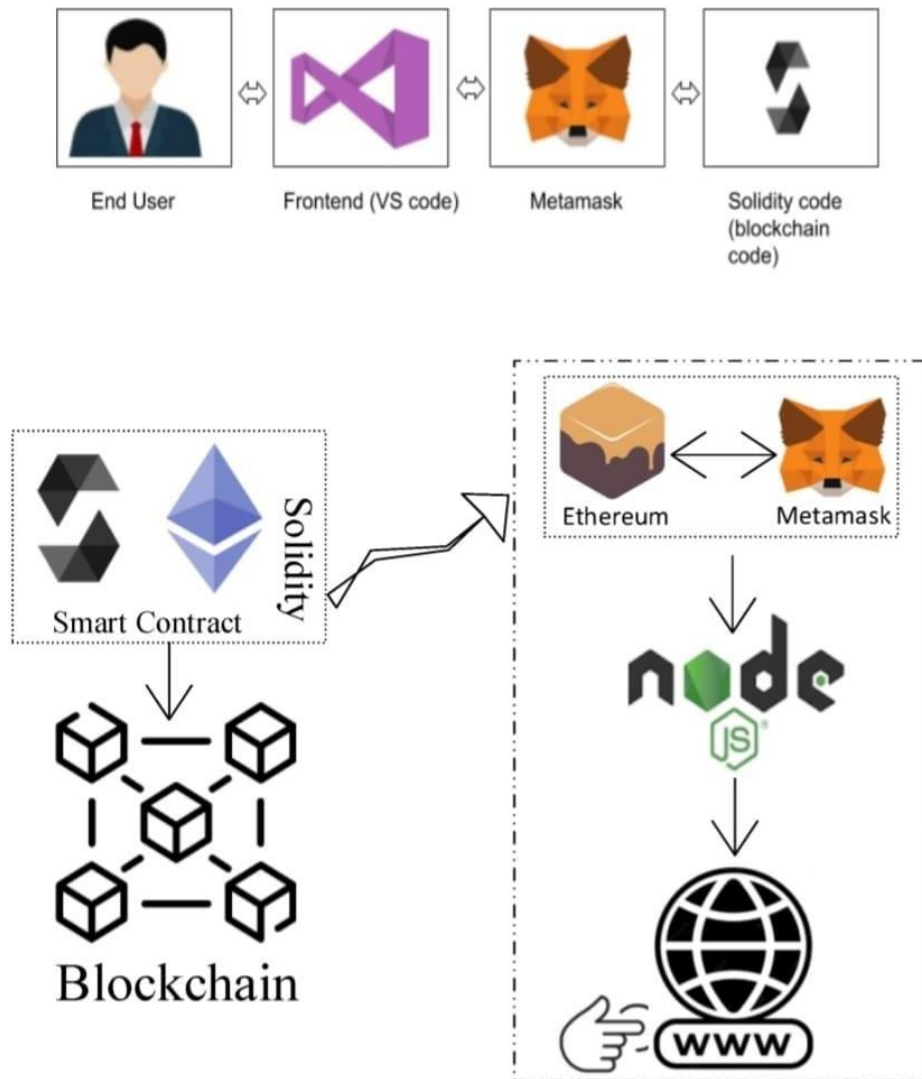 End User
Frontend (VS code)
Metamask
Solidity code
(blockchain
code)
Solidity
Smart Contract
Blockchain
Ethereum
Metamask
node
JS
®
www